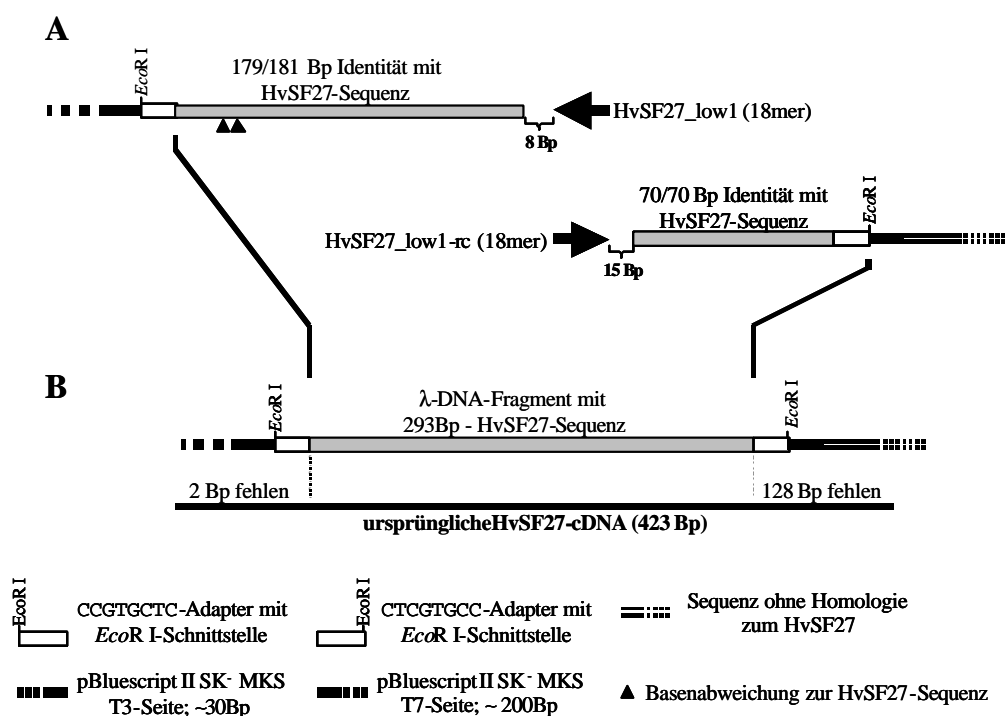 A
EcoR I
179/181 Bp Identität mit
HvSF27-Sequenz
HvSF27_low1 (18mer)
8 Bp
EcoR I
70/70 Bp Identität mit
HvSF27-Sequenz
HvSF27_low1-rc (18mer)
15 Bp
B
EcoR I
λ-DNA-Fragment mit
293Bp - HvSF27-Sequenz
EcoR I
2 Bp fehlen
128 Bp fehlen
ursprünglicheHvSF27-cDNA (423 Bp)
EcoR I
CCGTGCTC-Adapter mit
EcoR I-Schnittstelle
EcoR I
CTCGTGCC-Adapter mit
EcoR I-Schnittstelle
Sequenz ohne Homologie
zum HvSF27
pBluescript II SK- MKS
T3-Seite; ~30Bp
pBluescript II SK- MKS
T7-Seite; ~ 200Bp
▲ Basenabweichung zur HvSF27-Sequenz